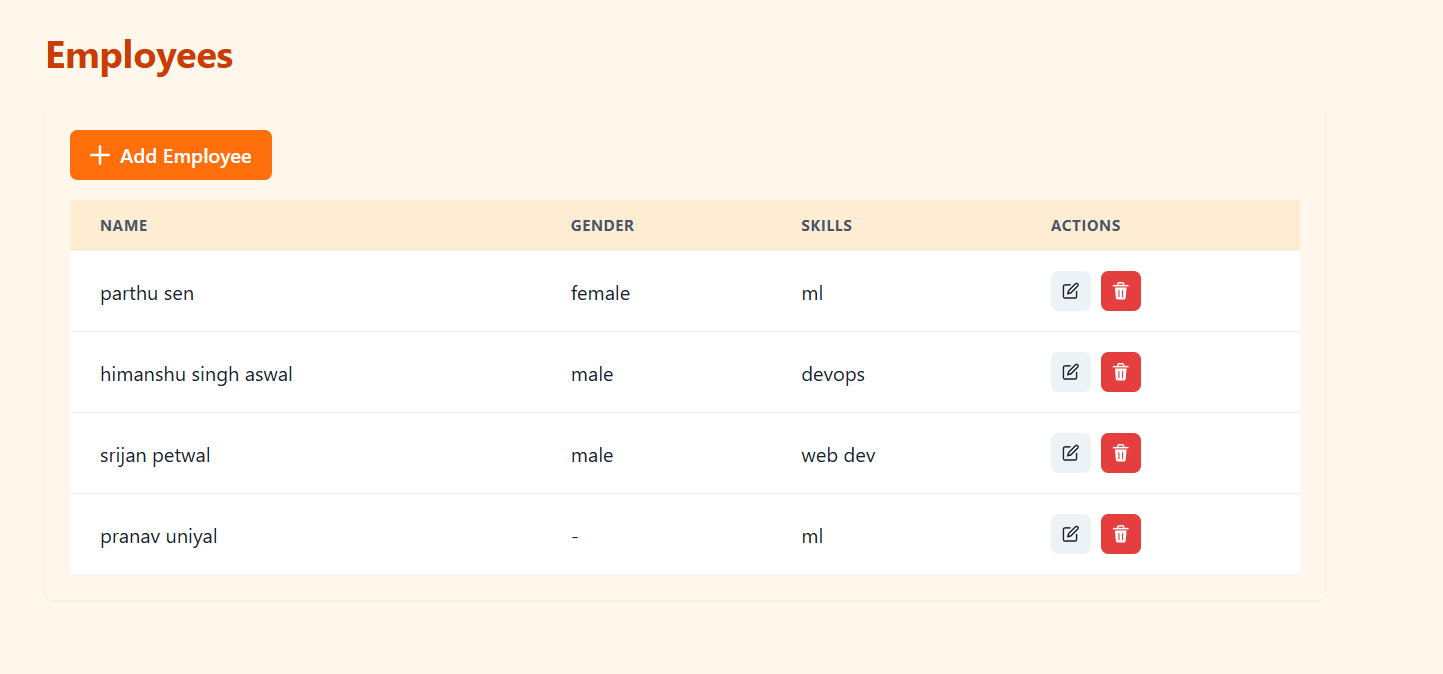 Employees
Add Employee
NAME GENDER SKILLS ACTIONS
parthu sen female ml
himanshu singh aswal male devops
srijan petwal male web dev
pranav uniyal - ml